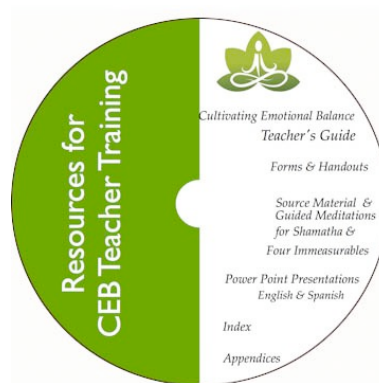 Resources for
CEB Teacher Training
Cultivating Emotional Balance
Teacher's Guide
Forms & Handouts
Source Material &
Guided Meditations
for Shamatha &
Four Immeasurables
Power Point Presentations
English & Spanish
Index
Appendices